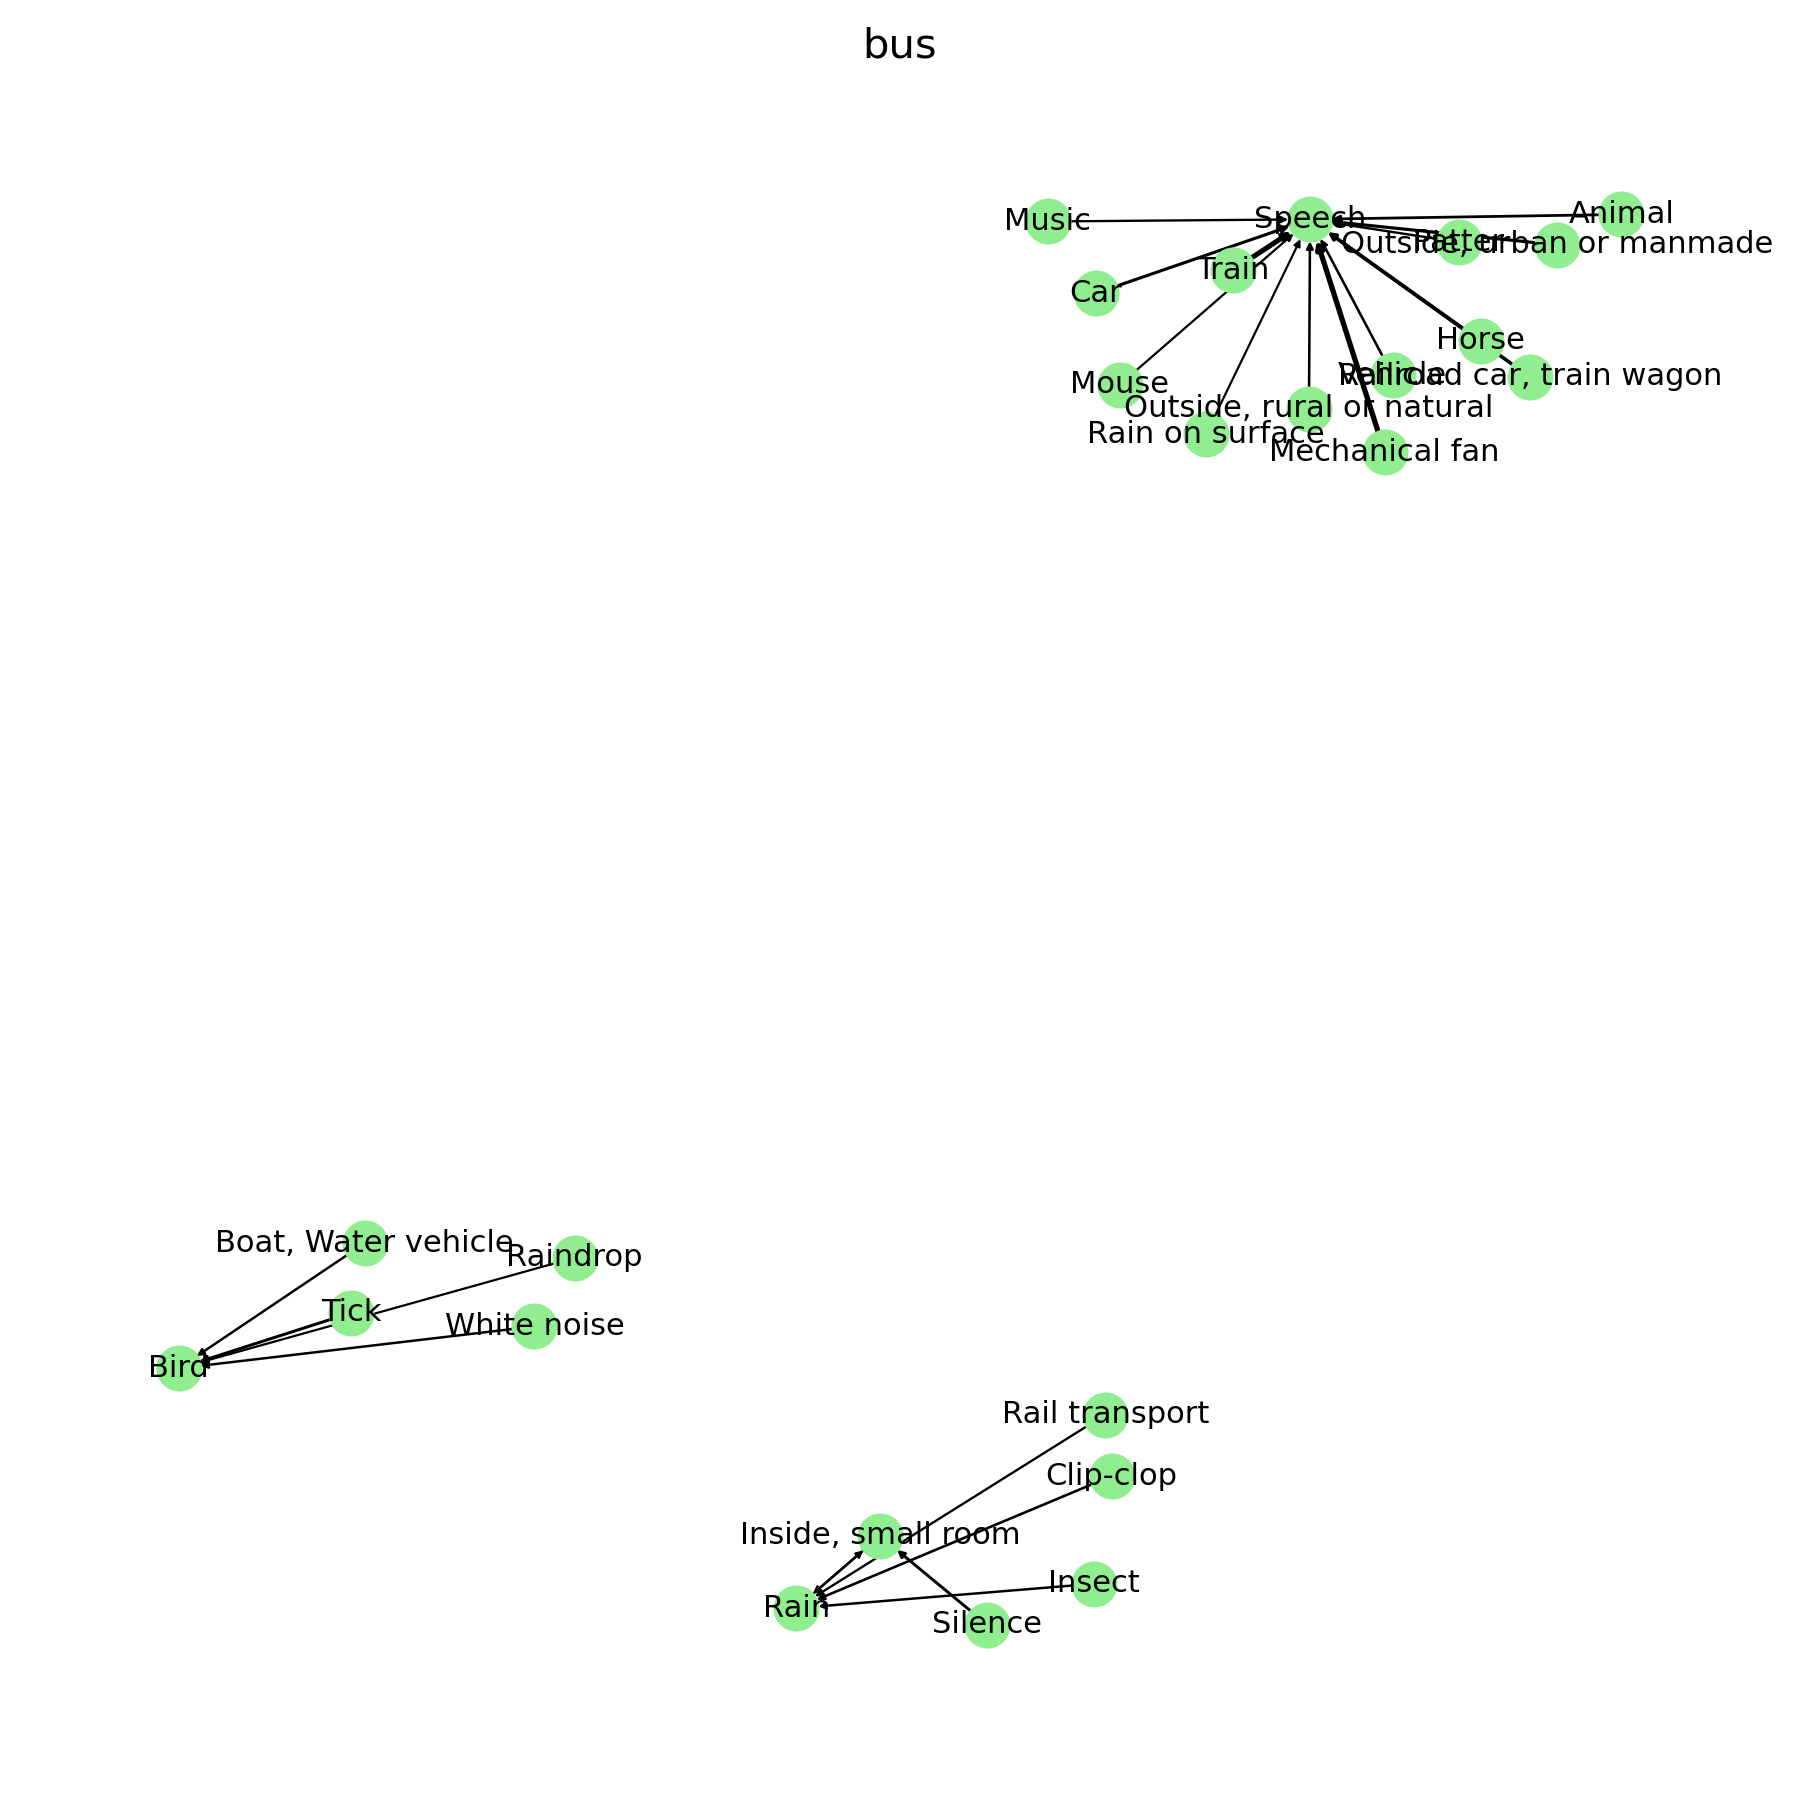 bus
Music
Speech
Animal
Patter
Outside, urban or manmade
Train
Car
Horse
Vehicle
Railroad car, train wagon
Mouse
Outside, rural or natural
Rain on surface
Mechanical fan
Boat, Water vehicle
Raindrop
Tick
White noise
Bird
Rail transport
Clip-clop
Inside, small room
Insect
Rain
Silence